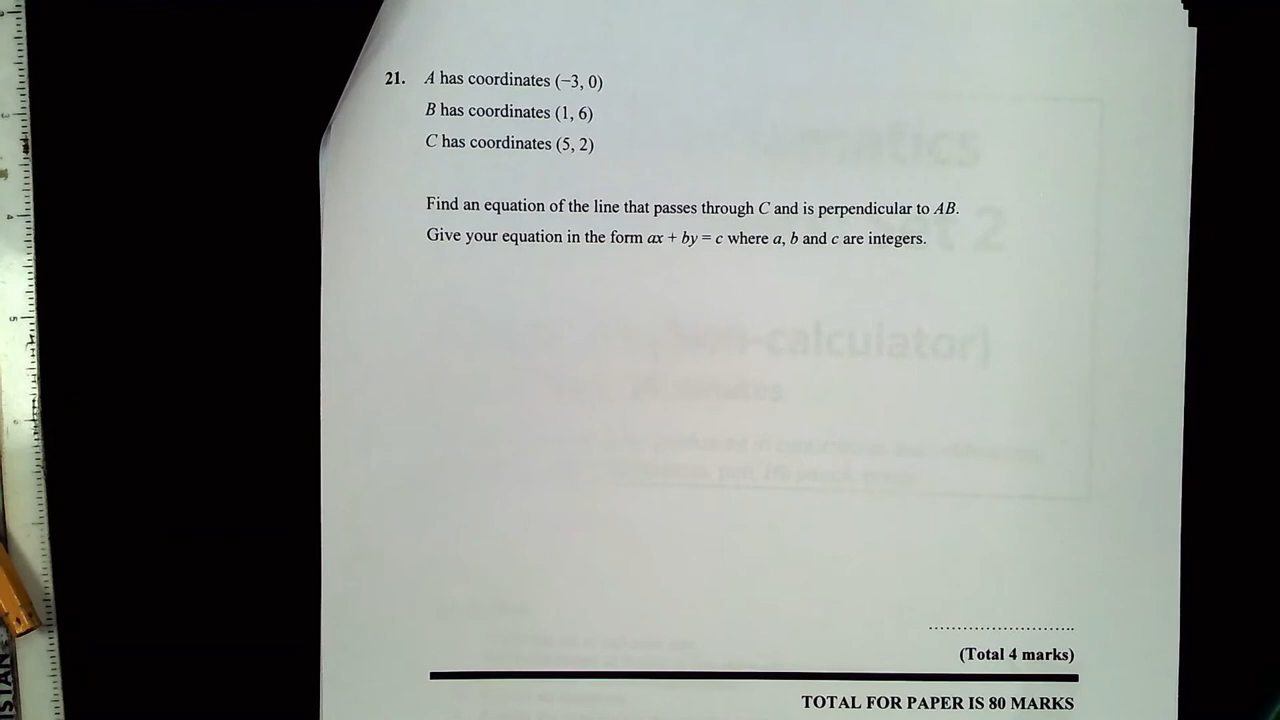 21. A has coordinates (−3, 0)
B has coordinates (1, 6)
C has coordinates (5, 2)
Find an equation of the line that passes through C and is perpendicular to AB.
Give your equation in the form ax + by = c where a, b and c are integers.
calculator)
..........................
(Total 4 marks)
TOTAL FOR PAPER IS 80 MARKS